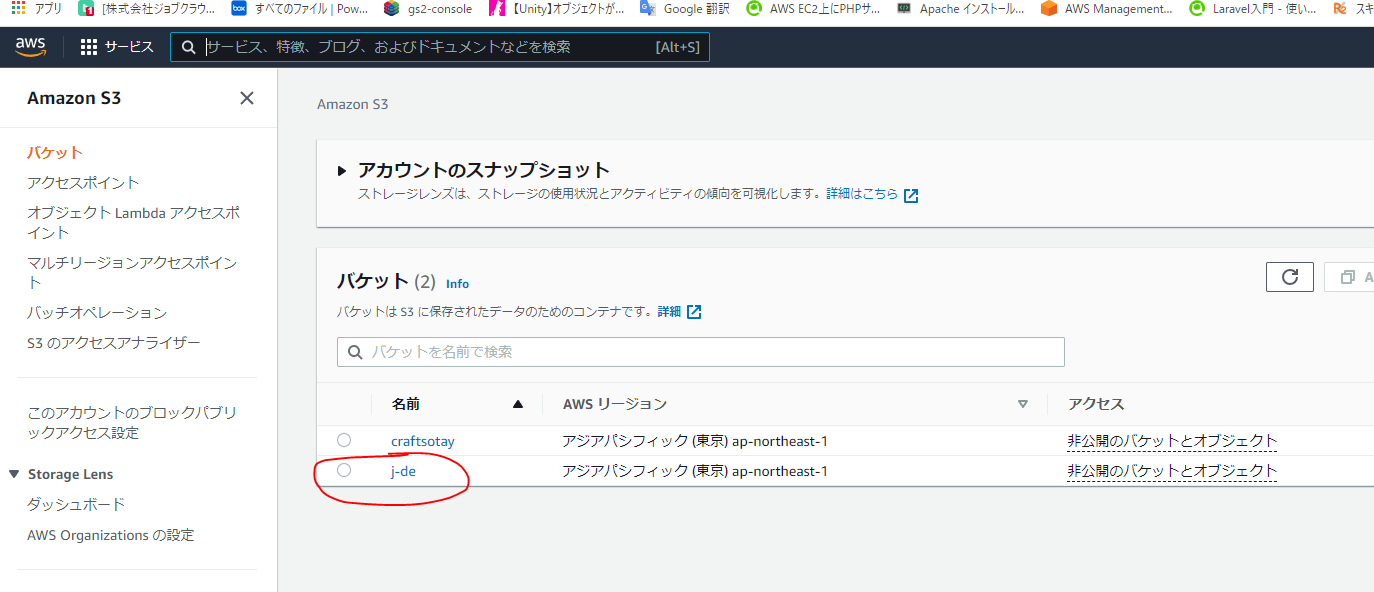 アプリ [株式会社ジョブクラウ... すべてのファイル | Pow... gs2-console 【Unity】オブジェクトが... Google 翻訳 AWS EC2上にPHPサ... Apache インストール... AWS Management... Laravel入門 - 使い... スキ
aws サービス サービス、特徴、ブログ、およびドキュメントなどを検索 [Alt+S]
Amazon S3
バケット
アクセスポイント
オブジェクト Lambda アクセスポ
イント
マルチリージョンアクセスポイン
ト
バッチオペレーション
S3 のアクセスアナライザー
このアカウントのブロックパブリ
ックアクセス設定
Storage Lens
ダッシュボード
AWS Organizations の設定
Amazon S3
アカウントのスナップショット
ストレージレンズは、ストレージの使用状況とアクティビティの傾向を可視化します。詳細はこちら
バケット (2) Info
バケットは S3 に保存されたデータのためのコンテナです。詳細
A
バケットを名前で検索
名前 AWS リージョン アクセス
craftsotay アジアパシフィック (東京) ap-northeast-1 非公開のバケットとオブジェクト
j-de アジアパシフィック (東京) ap-northeast-1 非公開のバケットとオブジェクト